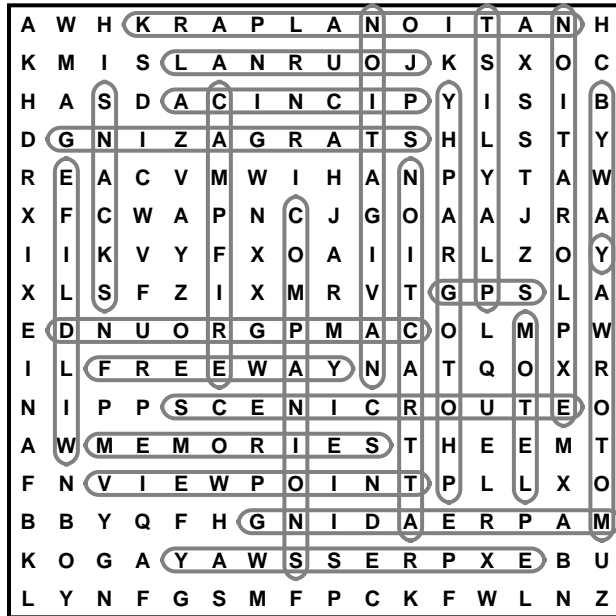 A W H K R A P L A N O I T A N H
K M I S L A N R U O J K S X O C
H A S D A C I N C I P Y I S I B
D G N I Z A G R A T S H L S T Y
R E A C V M W I H A N P Y T A W
X F C W A P N C J G O A A J R A
I I K V Y F X O A I I R L Z O Y
X L S F Z I X M R V T G P S L A
E D N U O R G P M A C O L M P W
I L F R E E W A Y N A T Q O X R
N I P P S C E N I C R O U T E O
A W M E M O R I E S T H E E M T
F N V I E W P O I N T P L L X O
B B Y Q F H G N I D A E R P A M
K O G A Y A W S S E R P X E B U
L Y N F G S M F P C K F W L N Z